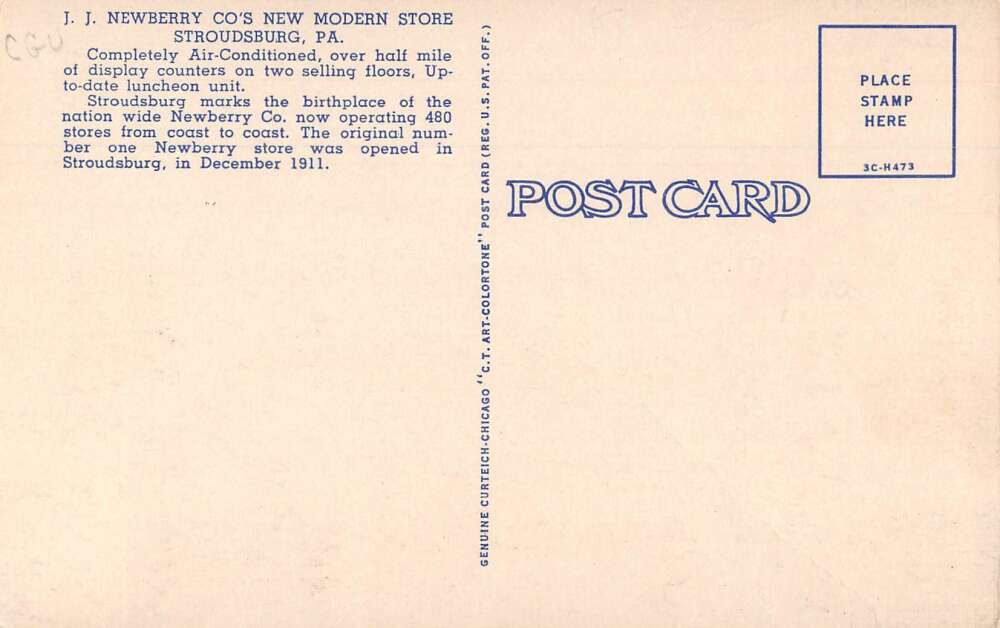 J. J. NEWBERRY CO'S NEW MODERN STORE
STROUDSBURG, PA.
Completely Air-Conditioned, over half mile
of display counters on two selling floors, Up-
to-date luncheon unit.
Stroudsburg marks the birthplace of the
nation wide Newberry Co. now operating 480
stores from coast to coast. The original num-
ber one Newberry store was opened in
Stroudsburg, in December 1911.
GENUINE CURTEICH-CHICAGO "C.T. ART-COLORTONE" POST CARD (REG. U.S. PAT. OFF.)
POST CARD
PLACE
STAMP
HERE
3C-H473